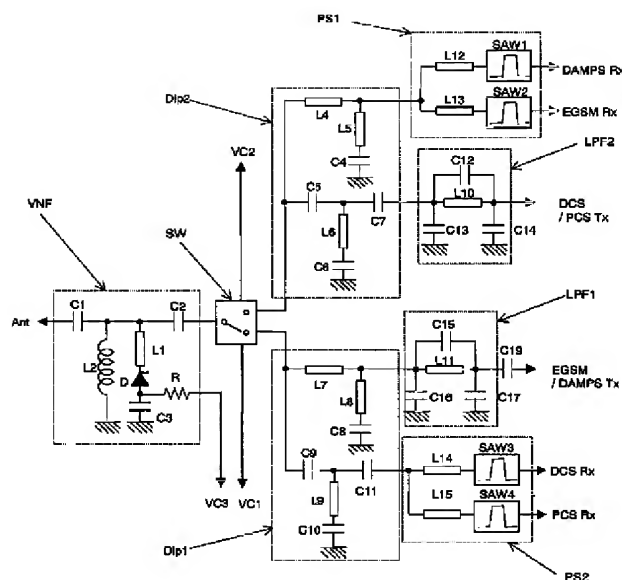 PS1
SAW1
L12
DAMPS Rx
SAW2
L13
EGSM Rx
Dip2
L4
L5
C4
VC2
LPF2
C12
L10
C5
C7
L6
C6
C13
C14
DCS
/ PCS Tx
VNF
SW
C1
C2
Ant
L1
L2
D
R
C3
VC3
VC1
LPF1
C15
L11
C19
C16
C17
EGSM
/ DAMPS Tx
L7
L8
C8
C9
C11
L9
C10
SAW3
L14
DCS Rx
SAW4
L15
PCS Rx
Dip1
PS2